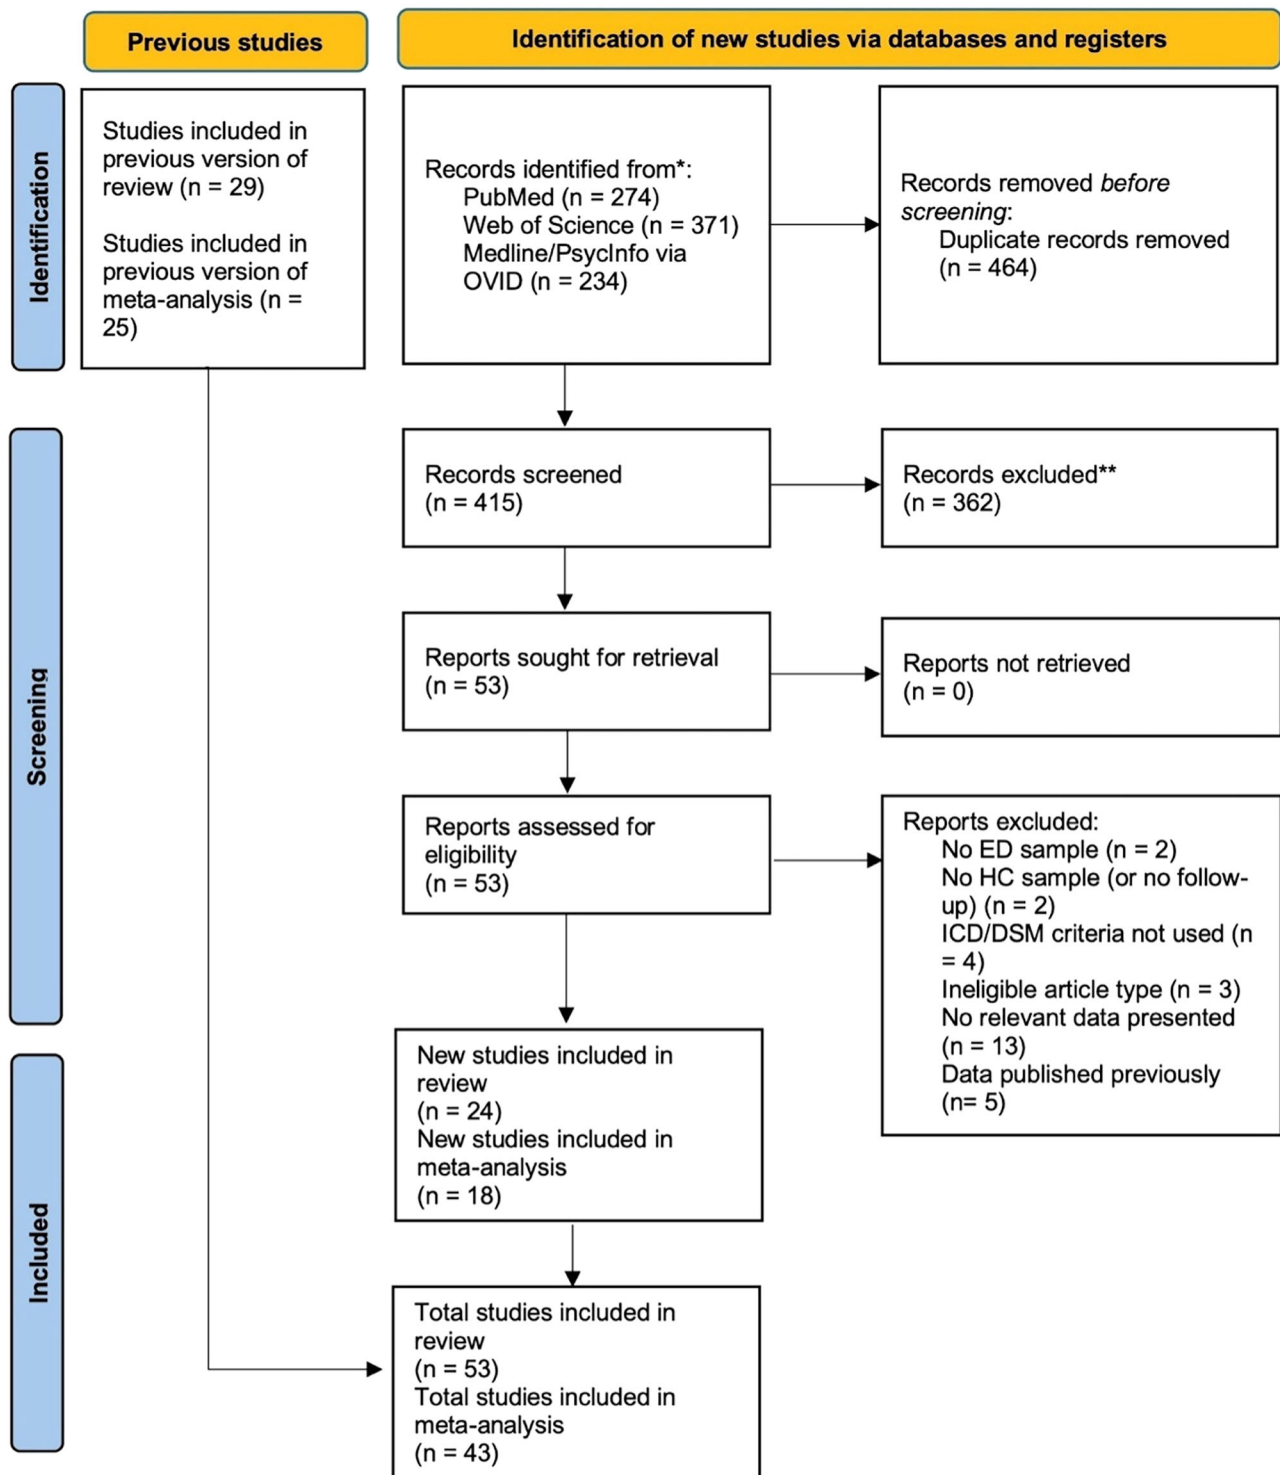 Previous studies
Identification of new studies via databases and registers
Identification
Studies included in
previous version of
review (n = 29)
Studies included in
previous version of
meta-analysis (n =
25)
Records identified from*:
PubMed (n = 274)
Web of Science (n = 371)
Medline/PsycInfo via
OVID (n = 234)
Records removed before
screening:
Duplicate records removed
(n = 464)
Screening
Records screened
(n = 415)
Records excluded**
(n = 362)
Reports sought for retrieval
(n = 53)
Reports not retrieved
(n = 0)
Reports assessed for
eligibility
(n = 53)
Reports excluded:
No ED sample (n = 2)
No HC sample (or no follow-
up) (n = 2)
ICD/DSM criteria not used (n
= 4)
Ineligible article type (n = 3)
No relevant data presented
(n = 13)
Data published previously
(n= 5)
Included
New studies included in
review
(n = 24)
New studies included in
meta-analysis
(n = 18)
Total studies included in
review
(n = 53)
Total studies included in
meta-analysis
(n = 43)